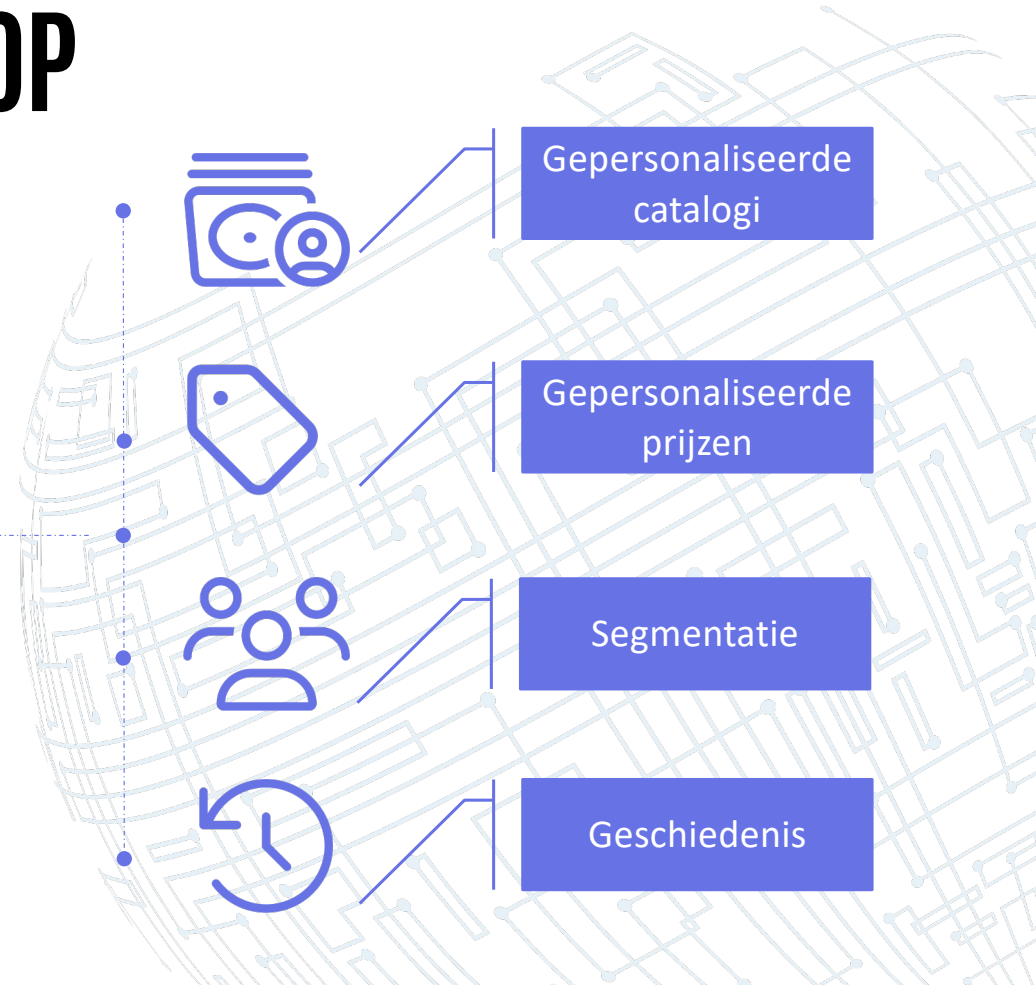 OP
Gepersonaliseerde
catalogi
Gepersonaliseerde
prijzen
Segmentatie
Geschiedenis